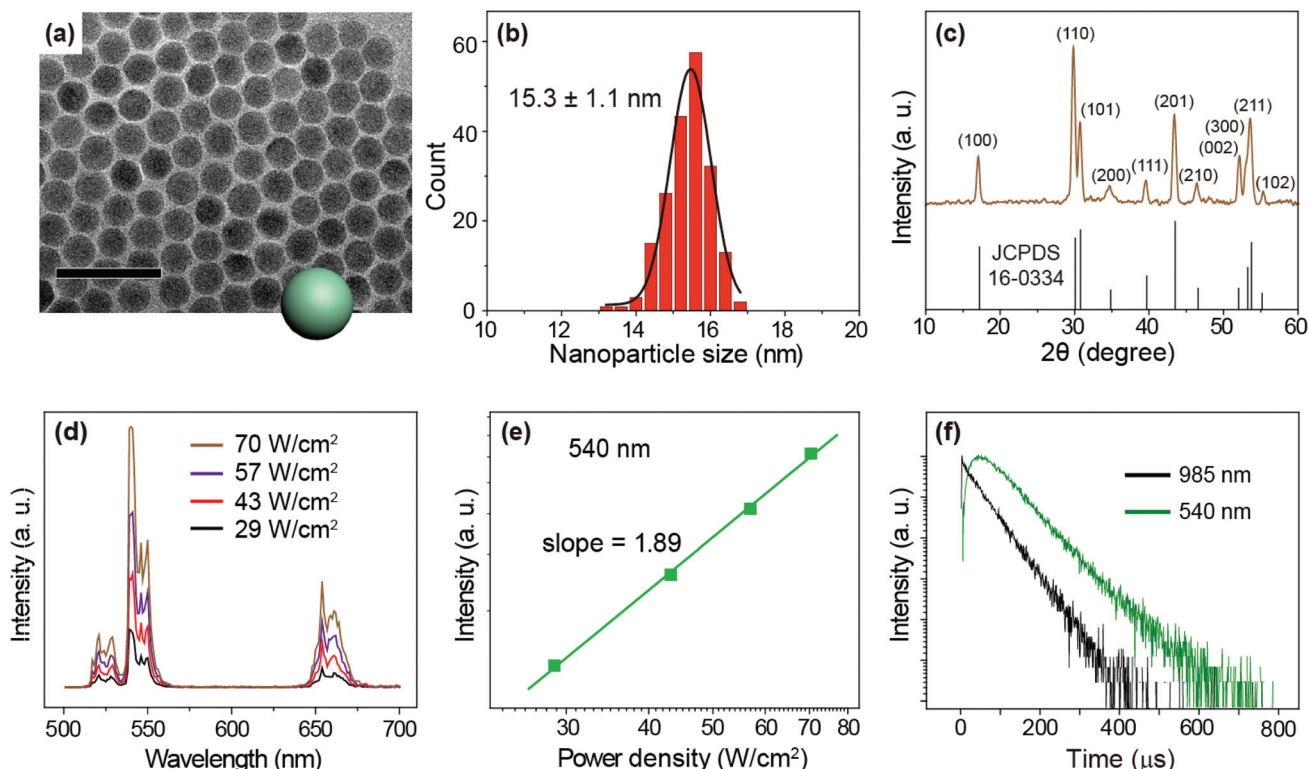 (a)
(b)
15.3 ± 1.1 nm
Count
60
40
20
0
10
12
14
16
18
20
Nanoparticle size (nm)
(c)
(100)
(110)
(101)
(200)
(111)
(201)
(210)
(300)
(002)
(211)
(102)
Intensity (a. u.)
JCPDS
16-0334
10
20
30
40
50
60
2θ (degree)
(d)
70 W/cm²
57 W/cm²
43 W/cm²
29 W/cm²
Intensity (a. u.)
500
550
600
650
700
Wavelength (nm)
(e)
540 nm
slope = 1.89
Intensity (a. u.)
30
40
50
60
70
80
Power density (W/cm²)
(f)
985 nm
540 nm
Intensity (a. u.)
0
200
400
600
800
Time (μs)